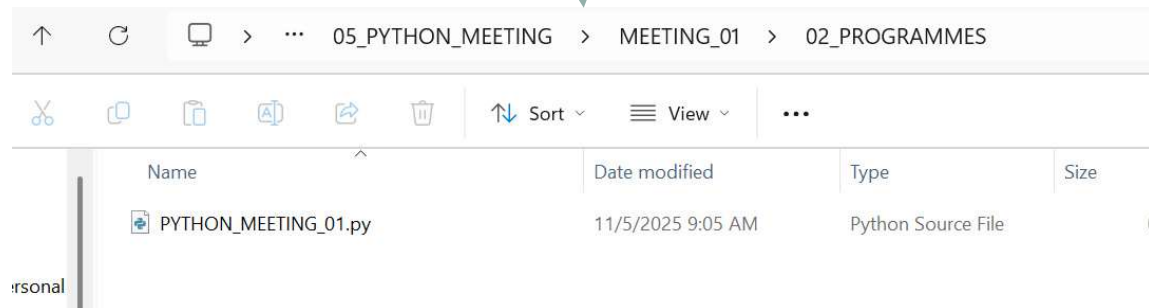 … > 05_PYTHON_MEETING > MEETING_01 > 02_PROGRAMMES
Sort View
Name Date modified Type Size
PYTHON_MEETING_01.py 11/5/2025 9:05 AM Python Source File
ersonal